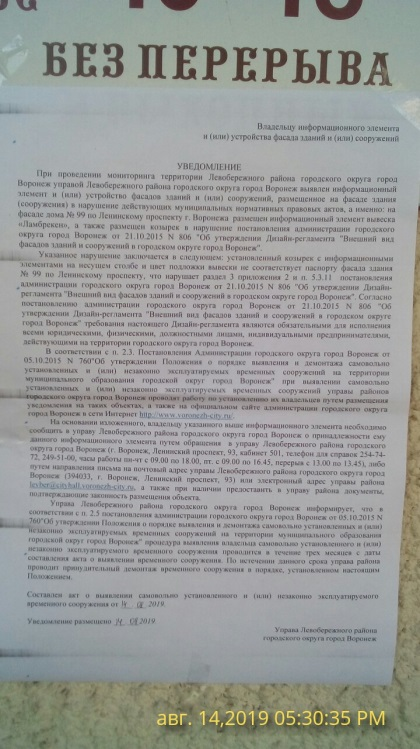 БЕЗ ПЕРЕРЫВА
Владельцу информационного элемента
и (или) устройства фасада зданий и (или) сооружений
УВЕДОМЛЕНИЕ
При проведении мониторинга территории Левобережного района городского округа город
Воронеж управой Левобережного района городского округа город Воронеж выявлен информационный
элемент и (или) устройство фасадов зданий и (или) сооружений, размещенное на фасаде здания
(сооружения) в нарушение действующих муниципальных нормативных правовых актов, а именно: на
фасаде дома № 99 по Ленинскому проспекту г. Воронежа размещен информационный элемент вывеска
«Ламбрекен», а также размещен козырек в нарушение постановления администрации городского
округа город Воронеж от 21.10.2015 N 806 "Об утверждении Дизайн-регламента "Внешний вид
фасадов зданий и сооружений в городском округе город Воронеж".
Указанное нарушение заключается в следующем: установленный козырек с информационными
элементами на несущем столбе и цвет подложки вывески не соответствует паспорту фасада здания
№ 99 по Ленинскому проспекту, что нарушает раздел 3 приложения 2 и п. 5.3.11 постановления
администрации городского округа город Воронеж от 21.10.2015 N 806 "Об утверждении Дизайн-
регламента "Внешний вид фасадов зданий и сооружений в городском округе город Воронеж". Согласно
постановлению администрации городского округа город Воронеж от 21.10.2015 N 806 "Об
утверждении Дизайн-регламента "Внешний вид фасадов зданий и сооружений в городском округе
город Воронеж" требования настоящего Дизайн-регламента являются обязательными для исполнения
всеми юридическими, физическими, должностными лицами, индивидуальными предпринимателями,
действующими на территории городского округа город Воронеж.
В соответствии с п. 2.3. Постановления Администрации городского округа город Воронеж от
05.10.2015 N 760"Об утверждении Положения о порядке выявления и демонтажа самовольно
установленных и (или) незаконно эксплуатируемых временных сооружений на территории
муниципального образования городской округ город Воронеж" при выявлении самовольно
установленных и (или) незаконно эксплуатируемых временных сооружений управы районов
городского округа город Воронеж проводят работу по установлению их владельцев путем размещения
уведомления на таких объектах, а также на официальном сайте администрации городского округа
город Воронеж в сети Интернет http://www.voronezh-city.ru/.
На основании изложенного, владельцу указанного выше информационного элемента необходимо
сообщить в управу Левобережного района городского округа город Воронеж о принадлежности ему
данного информационного элемента путем обращения в управу Левобережного района городского
округа город Воронеж (г. Воронеж, Ленинский проспект, 93, кабинет 501, телефон для справок 254-74-
72, 249-51-00, часы работы пн-чт с 09.00 до 18.00, пт. с 09.00 по 16.45, перерыв с 13.00 по 13.45), либо
путем направления письма на почтовый адрес управы Левобережного района городского округа город
Воронеж (394033, г. Воронеж, Ленинский проспект, 93) или электронный адрес управы района
levber@cityhall.voronezh-city.ru, а также при наличии предоставить в управу района документы,
подтверждающие законность размещения объекта.
Управа Левобережного района городского округа город Воронеж информирует, что в
соответствии с п. 2.5 постановления администрации городского округа город Воронеж от 05.10.2015 N
760"Об утверждении Положения о порядке выявления и демонтажа самовольно установленных и (или)
незаконно эксплуатируемых временных сооружений на территории муниципального образования
городской округ город Воронеж" процедура выявления владельца самовольно установленного и (или)
незаконно эксплуатируемого временного сооружения проводится в течение трех месяцев с даты
составления акта о выявлении сооружения. По истечении данного срока управа района
проводит принудительный демонтаж временного сооружения в порядке, установленном настоящим
Положением.
Составлен акт о выявлении самовольно установленного и (или) незаконно эксплуатируемого
временного сооружения от 14 08 2019.
Уведомление размещено 14 08 2019.
Управа Левобережного района
городского округа город Воронеж
авг. 14,2019 05:30:35 PM